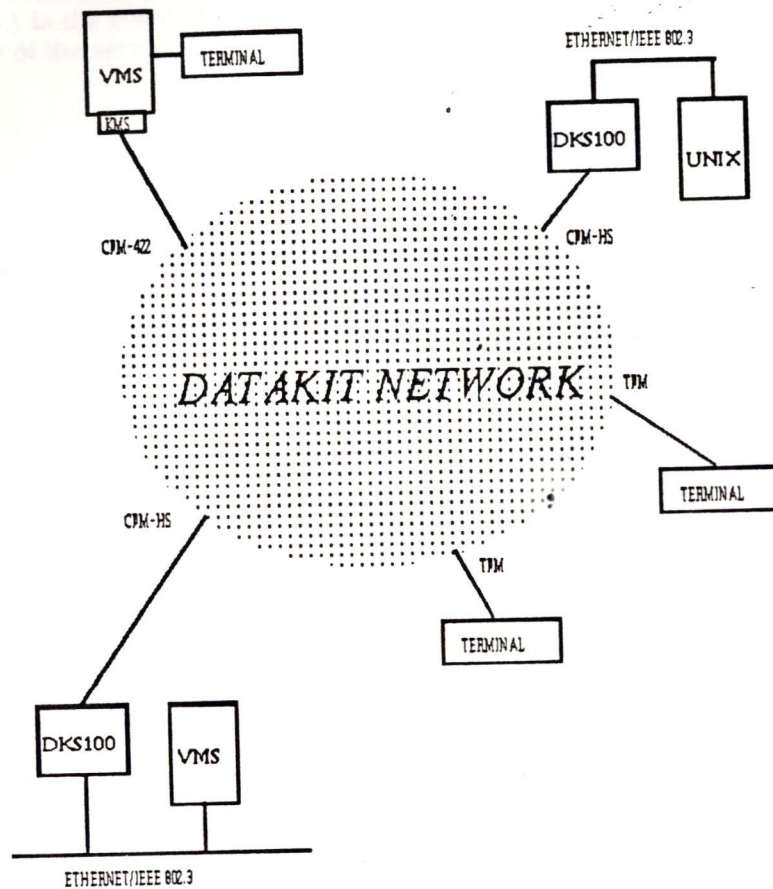 VMS
TERMINAL
KMS
CPM-422
ETHERNET/IEEE 802.3
DKS100
UNIX
CPM-HS
DATAKIT NETWORK
TPM
TERMINAL
CPM-HS
TPM
TERMINAL
DKS100
VMS
ETHERNET/IEEE 802.3